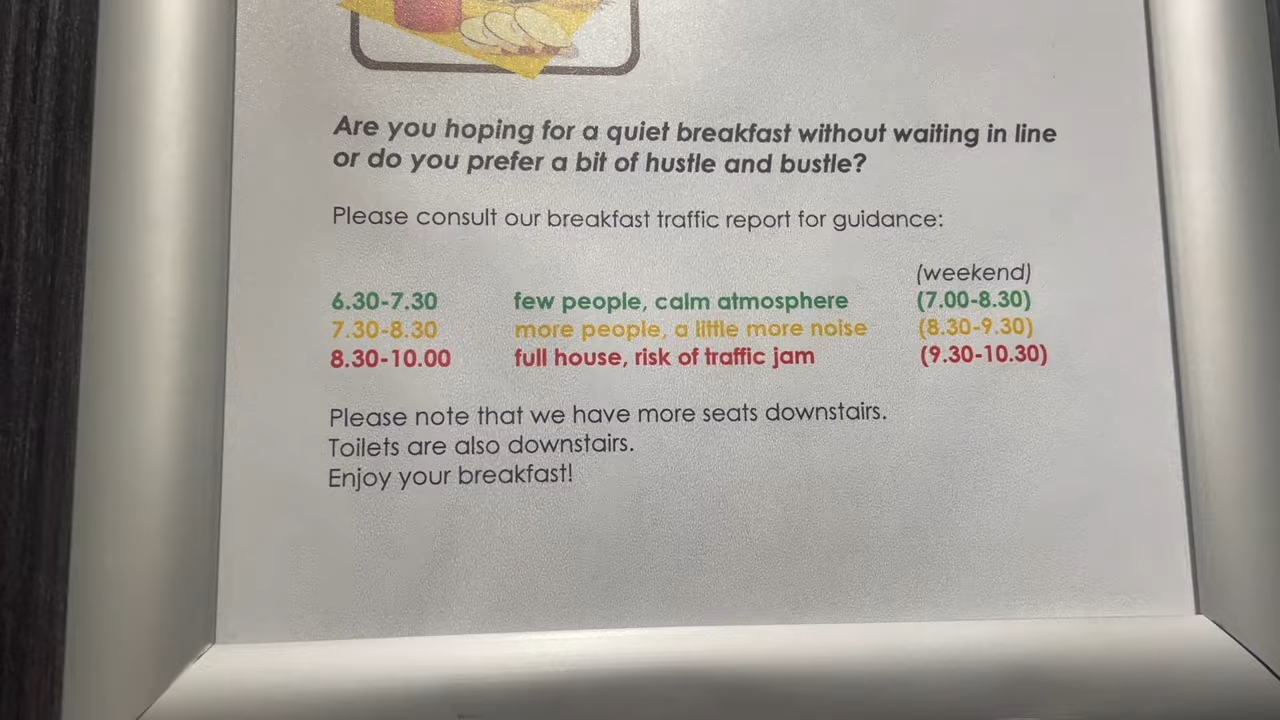 Are you hoping for a quiet breakfast without waiting in line
or do you prefer a bit of hustle and bustle?
Please consult our breakfast traffic report for guidance:
(weekend)
6.30-7.30 few people, calm atmosphere (7.00-8.30)
7.30-8.30 more people, a little more noise (8.30-9.30)
8.30-10.00 full house, risk of traffic jam (9.30-10.30)
Please note that we have more seats downstairs.
Toilets are also downstairs.
Enjoy your breakfast!